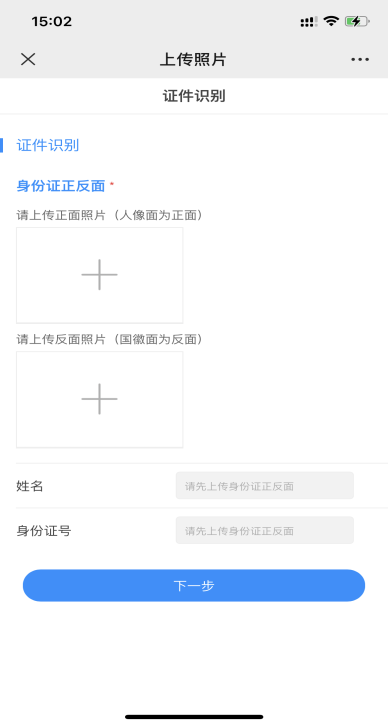 15:02
上传照片
证件识别
证件识别
身份证正反面 *
请上传正面照片（人像面为正面）
请上传反面照片（国徽面为反面）
姓名 请先上传身份证正反面
身份证号 请先上传身份证正反面
下一步